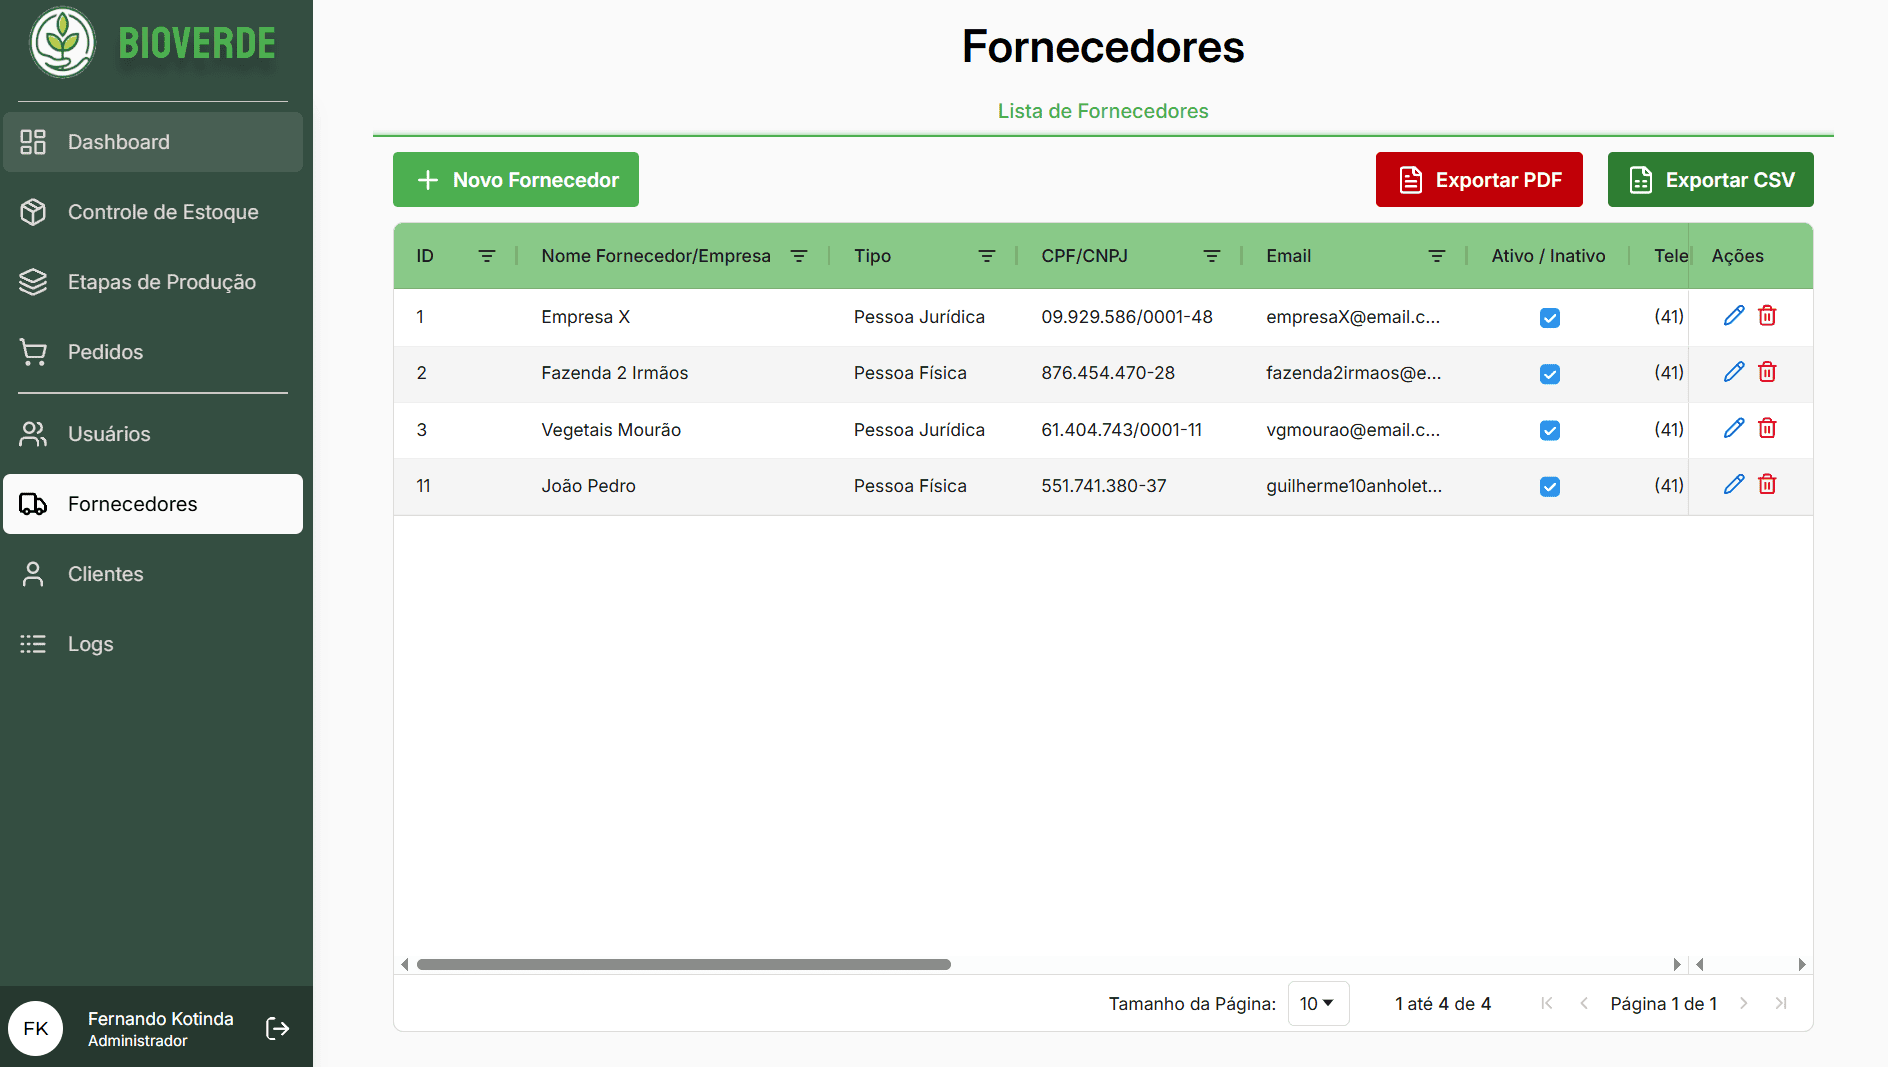 BIOVERDE
Dashboard
Controle de Estoque
Etapas de Produção
Pedidos
Usuários
Fornecedores
Clientes
Logs
FK
Fernando Kotinda
Administrador
Fornecedores
Lista de Fornecedores
Novo Fornecedor
Exportar PDF
Exportar CSV
ID Nome Fornecedor/Empresa Tipo CPF/CNPJ Email Ativo / Inativo Tele Ações
1 Empresa X Pessoa Jurídica 09.929.586/0001-48 empresaX@email.c... (41)
2 Fazenda 2 Irmãos Pessoa Física 876.454.470-28 fazenda2irmaos@e... (41)
3 Vegetais Mourão Pessoa Jurídica 61.404.743/0001-11 vgmourao@email.c... (41)
11 João Pedro Pessoa Física 551.741.380-37 guilherme10anholet... (41)
Tamanho da Página: 10 1 até 4 de 4 Página 1 de 1